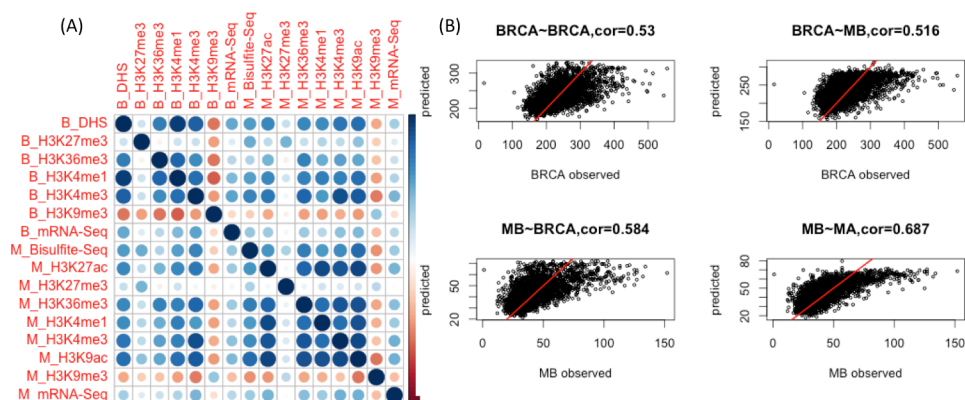 (A)
B_DHS
B_H3K27me3
B_H3K36me3
B_H3K4me1
B_H3K4me3
B_H3K9me3
B_mRNA-Seq
M_Bisulfite-Seq
M_H3K27ac
M_H3K27me3
M_H3K36me3
M_H3K4me1
M_H3K4me3
M_H3K9ac
M_H3K9me3
M_mRNA-Seq
B_DHS
B_H3K27me3
B_H3K36me3
B_H3K4me1
B_H3K4me3
B_H3K9me3
B_mRNA-Seq
M_Bisulfite-Seq
M_H3K27ac
M_H3K27me3
M_H3K36me3
M_H3K4me1
M_H3K4me3
M_H3K9ac
M_H3K9me3
M_mRNA-Seq
(B)
BRCA~BRCA,cor=0.53
predicted
200 300
0 100 200 300 400 500
BRCA observed
BRCA~MB,cor=0.516
predicted
150 250
0 100 200 300 400 500
BRCA observed
MB~BRCA,cor=0.584
predicted
20 50
0 50 100 150
MB observed
MB~MA,cor=0.687
predicted
20 40 60 80
0 50 100 150
MB observed